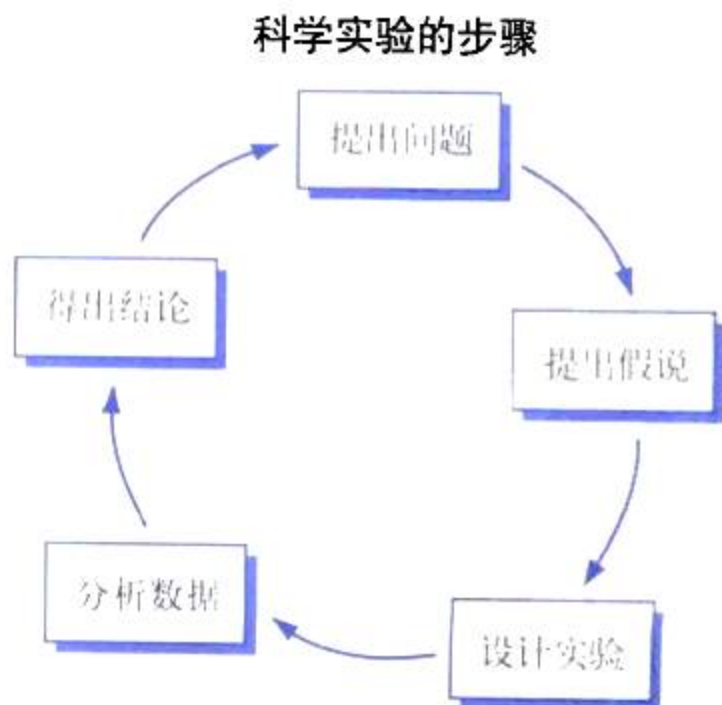 科学实验的步骤
提出问题
提出假说
设计实验
分析数据
得出结论